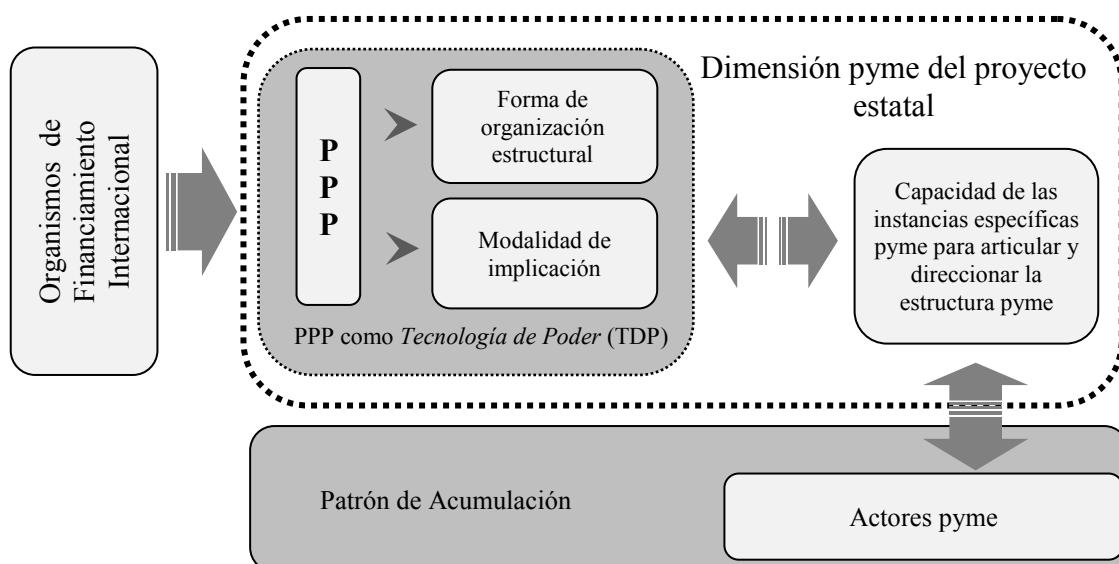 Organismos de
Financiamiento
Internacional
P
P
P
Forma de
organización
estructural
Modalidad de
implicación
PPP como Tecnología de Poder (TDP)
Dimensión pyme del proyecto
estatal
Capacidad de las
instancias específicas
pyme para articular y
direccionar la
estructura pyme
Patrón de Acumulación
Actores pyme